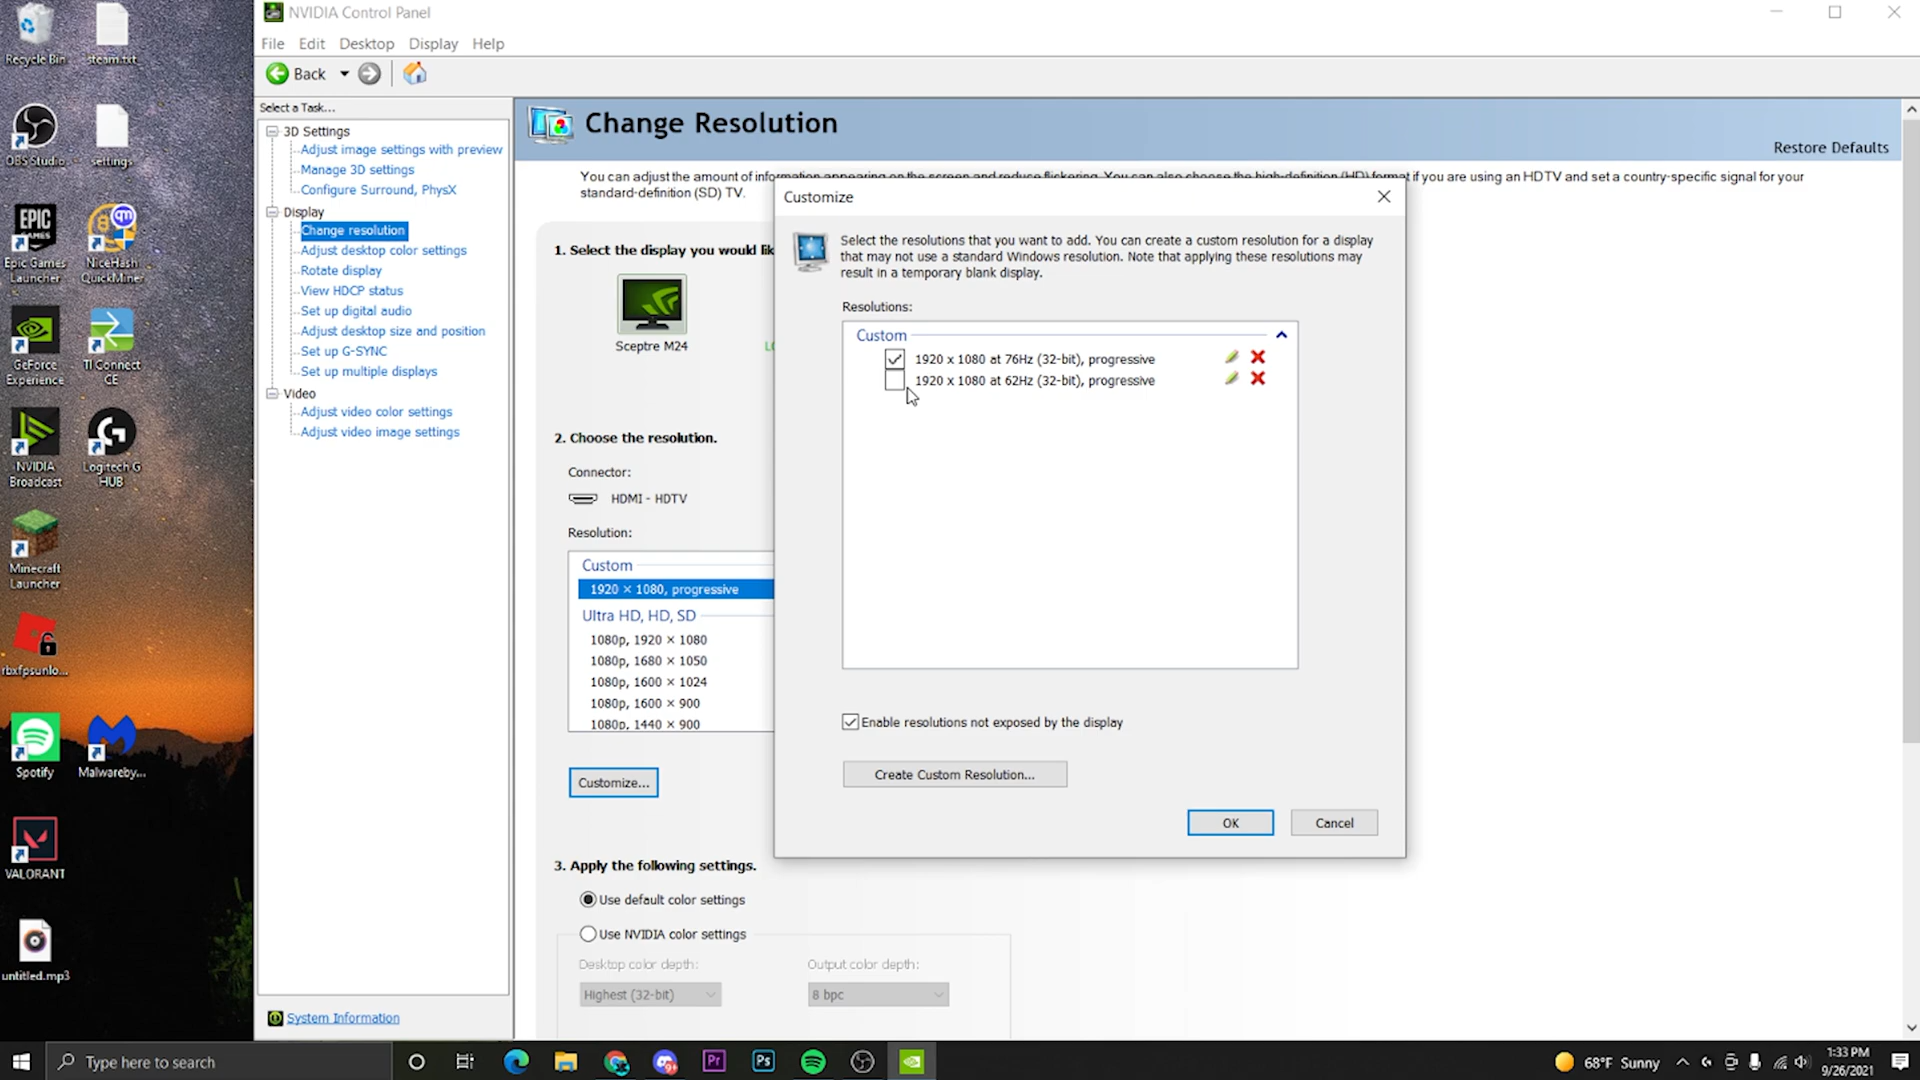 Recycle Bin
steam.txt
OBS Studio
settings
EPIC
GAMES
Epic Games
Launcher
NiceHash
QuickMiner
GeForce
Experience
TI Connect
CE
NVIDIA
Broadcast
Logitech G
HUB
Minecraft
Launcher
rbxfpsunlo...
Spotify
Malwareby...
VALORANT
untitled.mp3
NVIDIA Control Panel
File Edit Desktop Display Help
Back
Select a Task...
3D Settings
Adjust image settings with preview
Manage 3D settings
Configure Surround, PhysX
Display
Change resolution
Adjust desktop color settings
Rotate display
View HDCP status
Set up digital audio
Adjust desktop size and position
Set up G-SYNC
Set up multiple displays
Video
Adjust video color settings
Adjust video image settings
System Information
Change Resolution
Restore Defaults
You can adjust the amount of information appearing on the screen and reduce flickering. You can also choose the high-definition (HD) format if you are using an HDTV and set a country-specific signal for your
standard-definition (SD) TV.
1. Select the display you would lik
Sceptre M24
2. Choose the resolution.
Connector:
HDMI - HDTV
Resolution:
Custom
1920 × 1080, progressive
Ultra HD, HD, SD
1080p, 1920 × 1080
1080p, 1680 × 1050
1080p, 1600 × 1024
1080p, 1600 × 900
1080p, 1440 × 900
Customize...
3. Apply the following settings.
Use default color settings
Use NVIDIA color settings
Desktop color depth:
Output color depth:
Highest (32-bit)
8 bpc
Customize
Select the resolutions that you want to add. You can create a custom resolution for a display
that may not use a standard Windows resolution. Note that applying these resolutions may
result in a temporary blank display.
Resolutions:
Custom
1920 x 1080 at 76Hz (32-bit), progressive
1920 x 1080 at 62Hz (32-bit), progressive
Enable resolutions not exposed by the display
Create Custom Resolution...
OK
Cancel
Type here to search
Pr
Ps
68°F Sunny
1:33 PM
9/26/2021